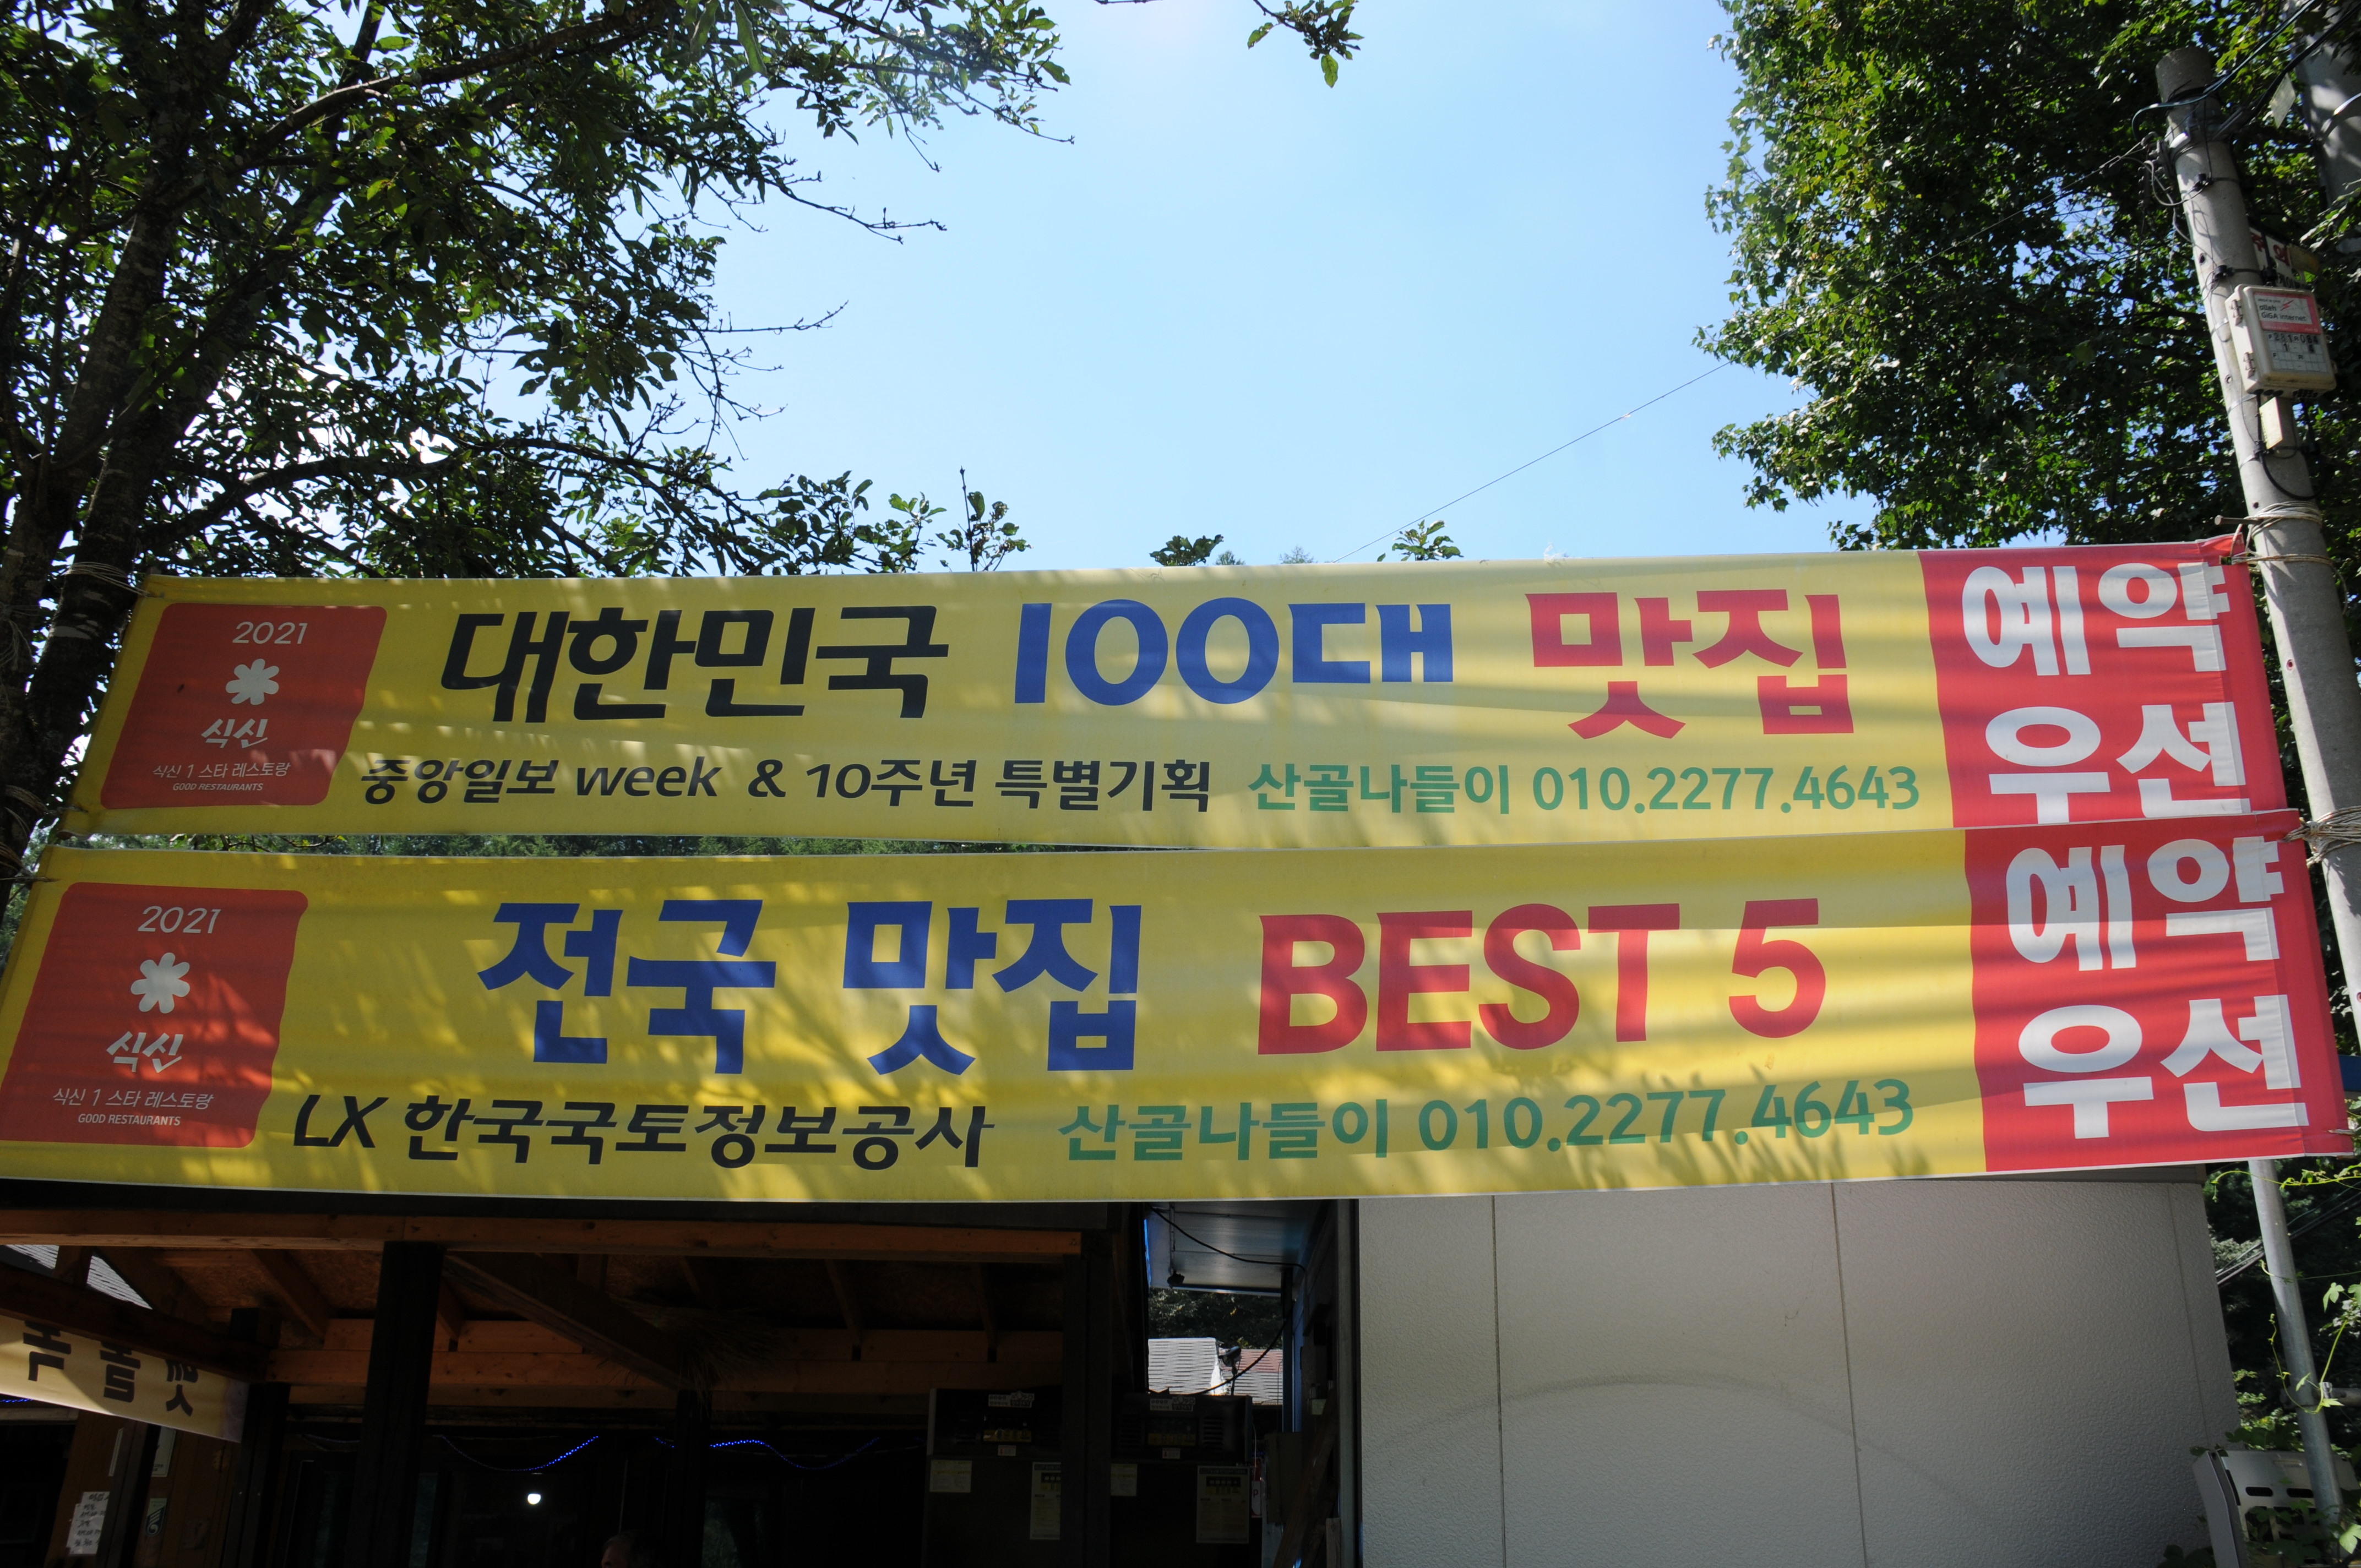 2021
식신
식신 1 스타 레스토랑
GOOD RESTAURANTS
대한민국 100대 맛집
중앙일보 week & 10주년 특별기획 산골나들이 010.2277.4643
예약
우선
2021
식신
식신 1 스타 레스토랑
GOOD RESTAURANTS
전국 맛집 BEST 5
LX 한국국토정보공사 산골나들이 010.2277.4643
예약
우선
olleh
GiGA internet